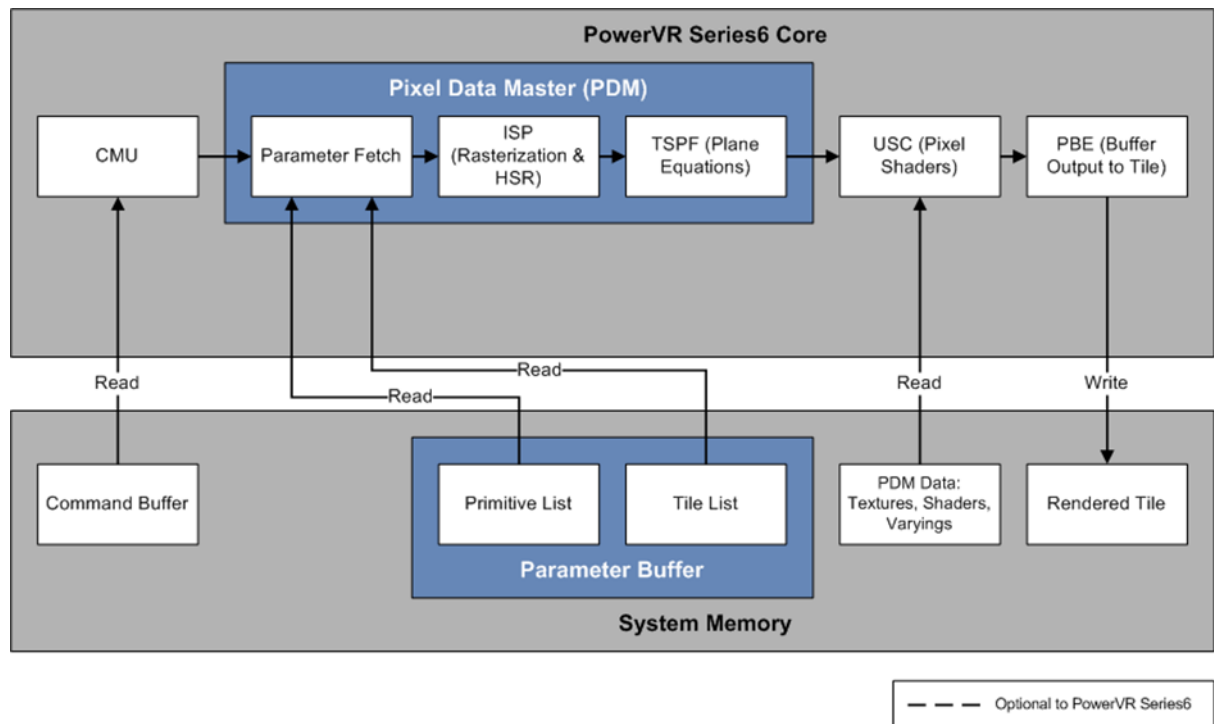 PowerVR Series6 Core
Pixel Data Master (PDM)
CMU
Parameter Fetch
ISP
(Rasterization &
HSR)
TSPF (Plane
Equations)
USC (Pixel
Shaders)
PBE (Buffer
Output to Tile)
Read
Read
Read
Read
Write
Command Buffer
Primitive List
Tile List
PDM Data:
Textures, Shaders,
Varyings
Rendered Tile
Parameter Buffer
System Memory
Optional to PowerVR Series6